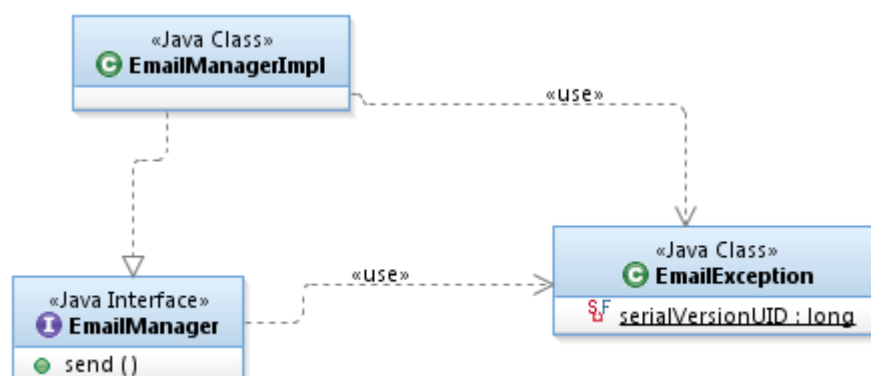 «Java Class»
EmailManagerImpl
«use»
«Java Class»
EmailException
serialVersionUID : long
«use»
«Java Interface»
EmailManager
send ()